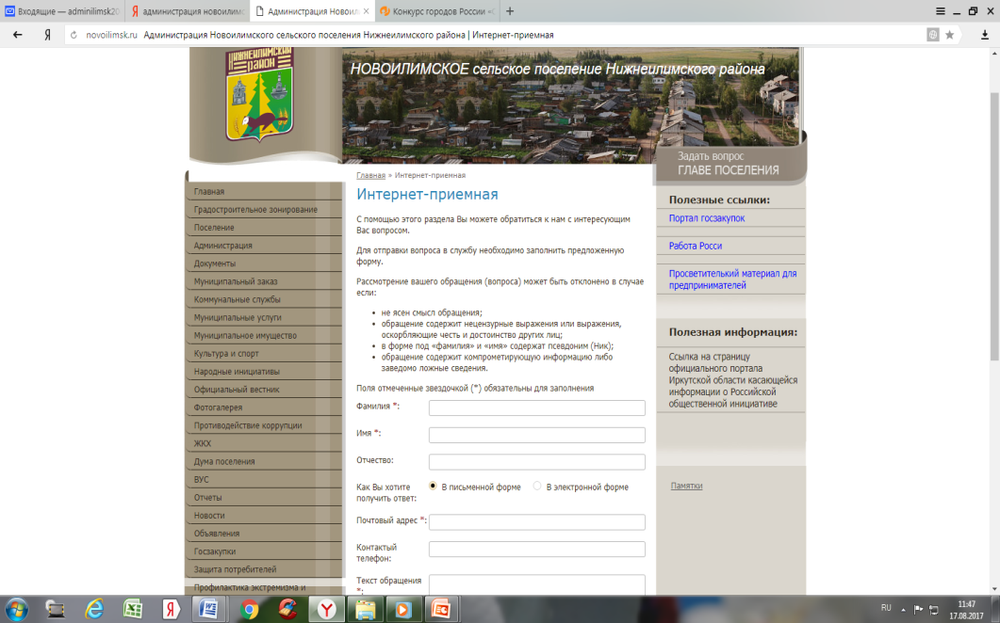 Входящие — adminilimsk20
администрация новоилимс
Администрация Новоил
Конкурс городов России «
novoilimsk.ru Администрация Новоилимского сельского поселения Нижнеилимского района | Интернет-приемная
НИЖНЕИЛИМСКИЙ
РАЙОН
НОВОИЛИМСКОЕ сельское поселение Нижнеилимского района
Задать вопрос
ГЛАВЕ ПОСЕЛЕНИЯ
Главная
Градостроительное зонирование
Поселение
Администрация
Документы
Муниципальный заказ
Коммунальные службы
Муниципальные услуги
Муниципальное имущество
Культура и спорт
Народные инициативы
Официальный вестник
Фотогалерея
Противодействие коррупции
ЖКХ
Дума поселения
ВУС
Отчеты
Новости
Объявления
Госзакупки
Защита потребителей
Профилактика экстремизма и
Главная » Интернет-приемная
Интернет-приемная
С помощью этого раздела Вы можете обратиться к нам с интересующим
Вас вопросом.
Для отправки вопроса в службу необходимо заполнить предложенную
форму.
Рассмотрение вашего обращения (вопроса) может быть отклонено в случае
если:
• не ясен смысл обращения;
• обращение содержит нецензурные выражения или выражения,
оскорбляющие честь и достоинство других лиц;
• в форме под «фамилия» и «имя» содержат псевдоним (Ник);
• обращение содержит компрометирующую информацию либо
заведомо ложные сведения.
Поля отмеченные звездочкой (*) обязательны для заполнения
Фамилия *:
Имя *:
Отчество:
Как Вы хотите
получить ответ:
В письменной форме
В электронной форме
Почтовый адрес *:
Контактый
телефон:
Текст обращения
*:
Полезные ссылки:
Портал госзакупок
Работа Росси
Просветителький материал для
предпринимателей
Полезная информация:
Ссылка на страницу
официального портала
Иркутской области касающейся
информации о Российской
общественной инициативе
Памятки
RU
11:47
17.08.2017